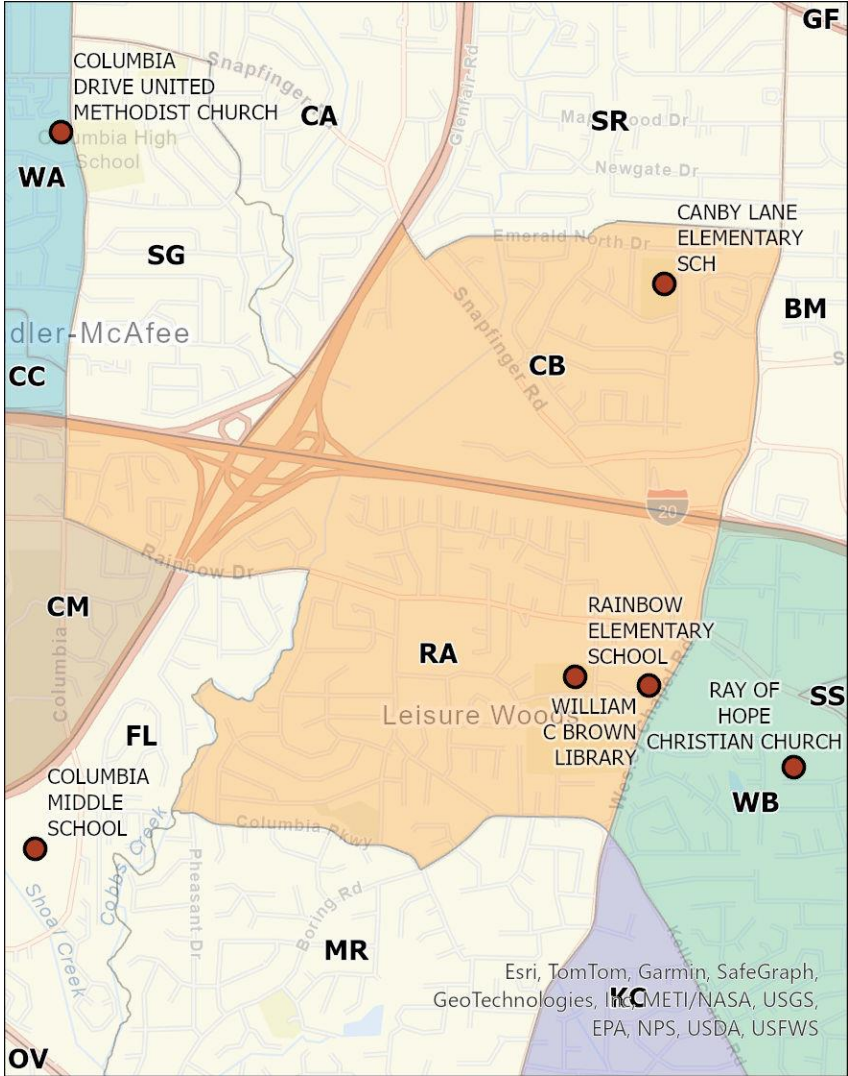 GF
COLUMBIA
DRIVE UNITED
METHODIST CHURCH
Snapfinger Rd
Glenfair Rd
CA
SR
Maplewood Dr
Newgate Dr
Columbia High
School
WA
CANBY LANE
ELEMENTARY
SCH
Emerald North Dr
SG
BM
dler-McAfee
Snapfinger Rd
CB
CC
20
Rainbow Dr
CM
Columbia
RAINBOW
ELEMENTARY
SCHOOL
RA
RAY OF
HOPE
CHRISTIAN CHURCH
SS
WILLIAM
C BROWN
LIBRARY
Leisure Woods
FL
WB
COLUMBIA
MIDDLE
SCHOOL
Columbia Pkwy
Cobbs Creek
Pheasant Dr
Shoal Creek
Boring Rd
MR
KC
Esri, TomTom, Garmin, SafeGraph,
GeoTechnologies, Inc, METI/NASA, USGS,
EPA, NPS, USDA, USFWS
OV